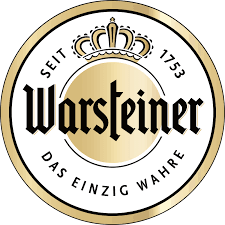 SEIT 1753
Warsteiner
DAS EINZIG WAHRE